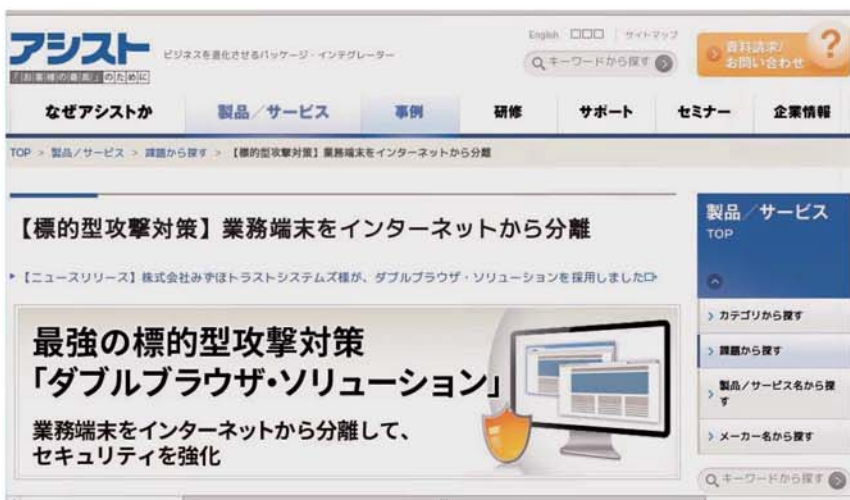 アシスト
ビジネスを進化させるパッケージ・インテグレーター
「お客様の最高」のために
English □□□ | サイトマップ
キーワードから探す
資料請求/
お問い合わせ
?
なぜアシストか 製品/サービス 事例 研修 サポート セミナー 企業情報
TOP > 製品/サービス > 課題から探す > 【標的型攻撃対策】業務端末をインターネットから分離
【標的型攻撃対策】業務端末をインターネットから分離
【ニュースリリース】株式会社みずほトラストシステムズ様が、ダブルブラウザ・ソリューションを採用しました
最強の標的型攻撃対策
「ダブルブラウザ・ソリューション」
業務端末をインターネットから分離して、
セキュリティを強化
製品/サービス
TOP
カテゴリから探す
課題から探す
製品/サービス名から探
す
メーカー名から探す
キーワードから探す